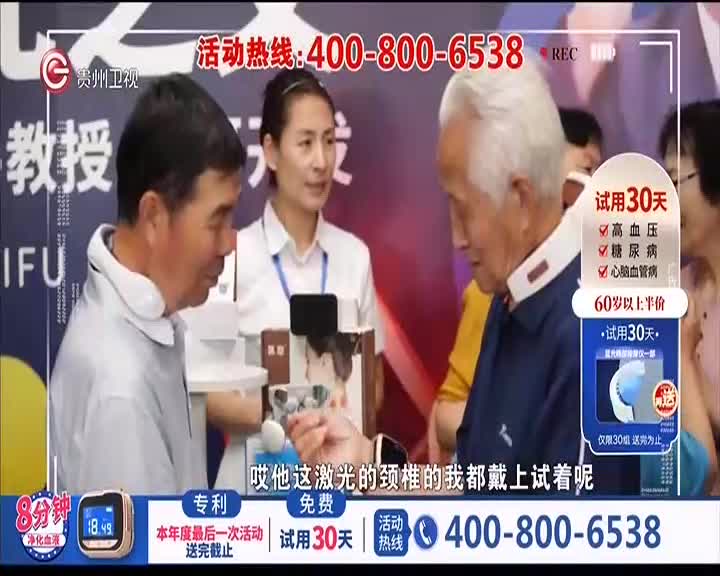 活动热线:400-800-6538
REC
贵州卫视
教授
IFU
试用30天
高血压
糖尿病
心脑血管病
60岁以上半价
·试用30天·
再送
仅限30组 送完为止
哎他这激光的颈椎的我都戴上试着呢
8分钟
净化血液
18:49
专利
本年度最后一次活动
送完截止
免费
试用30天
活动
热线
400-800-6538